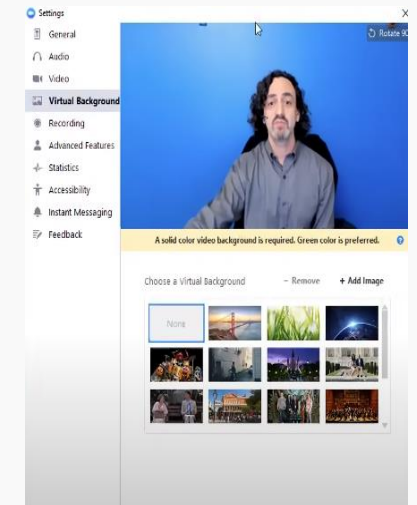 Settings
X
General
Audio
Video
Virtual Background
Recording
Advanced Features
Statistics
Accessibility
Instant Messaging
Feedback
Rotate 90
A solid color video background is required. Green color is preferred.
?
Choose a Virtual Background
− Remove
+ Add Image
None